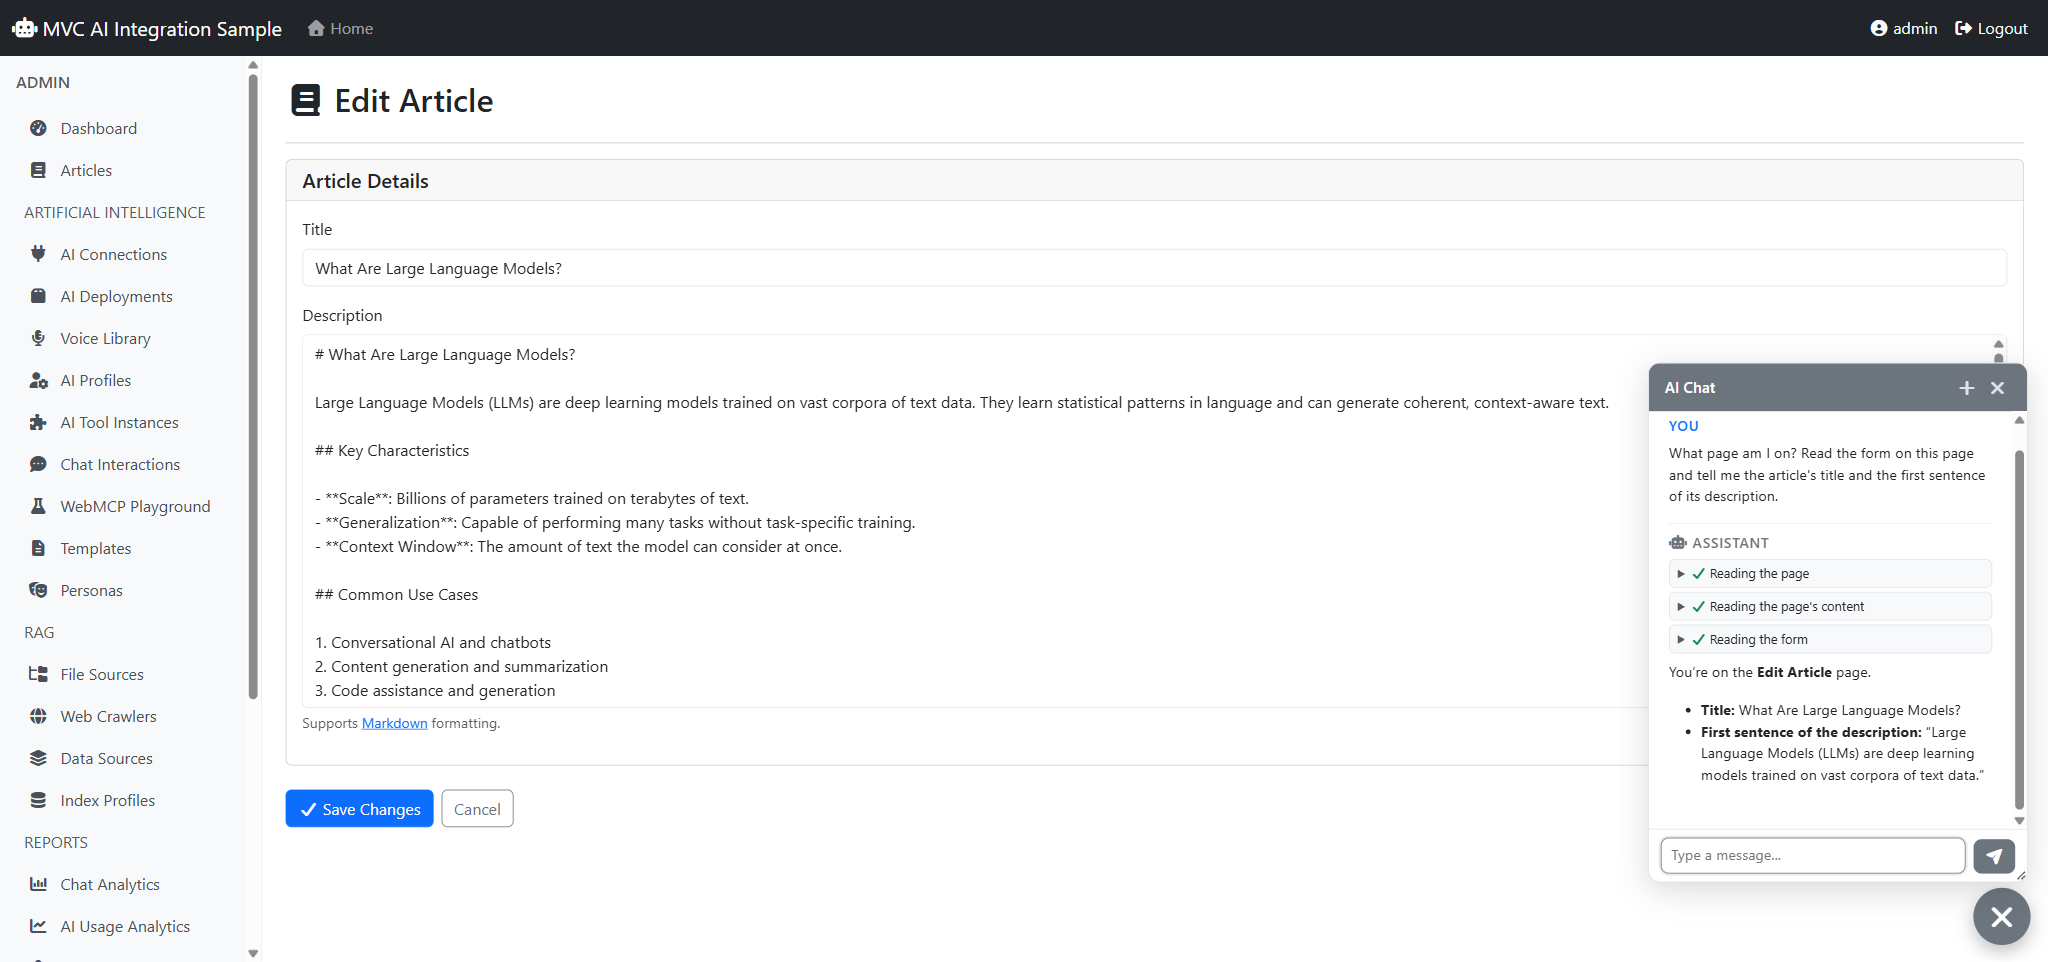 MVC AI Integration Sample
Home
admin
Logout
ADMIN
Dashboard
Articles
ARTIFICIAL INTELLIGENCE
AI Connections
AI Deployments
Voice Library
AI Profiles
AI Tool Instances
Chat Interactions
WebMCP Playground
Templates
Personas
RAG
File Sources
Web Crawlers
Data Sources
Index Profiles
REPORTS
Chat Analytics
AI Usage Analytics
Edit Article
Article Details
Title
What Are Large Language Models?
Description
# What Are Large Language Models?
Large Language Models (LLMs) are deep learning models trained on vast corpora of text data. They learn statistical patterns in language and can generate coherent, context-aware text.
## Key Characteristics
- **Scale**: Billions of parameters trained on terabytes of text.
- **Generalization**: Capable of performing many tasks without task-specific training.
- **Context Window**: The amount of text the model can consider at once.
## Common Use Cases
1. Conversational AI and chatbots
2. Content generation and summarization
3. Code assistance and generation
Supports Markdown formatting.
Save Changes
Cancel
AI Chat
YOU
What page am I on? Read the form on this page
and tell me the article's title and the first sentence
of its description.
ASSISTANT
Reading the page
Reading the page's content
Reading the form
You’re on the Edit Article page.
• Title: What Are Large Language Models?
• First sentence of the description: “Large
Language Models (LLMs) are deep learning
models trained on vast corpora of text data.”
Type a message...